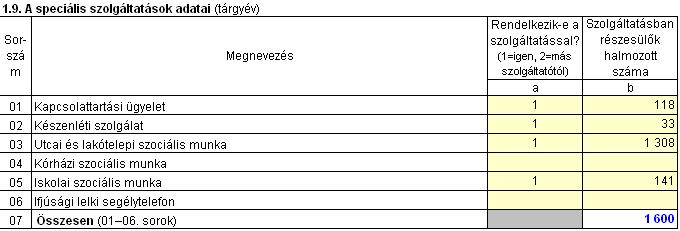 1.9. A speciális szolgáltatások adatai (tárgyév)
Sor-
szá
m
Megnevezés
Rendelkezik-e a
szolgáltatással?
(1=igen, 2=más
szolgáltatótól)
Szolgáltatásban
részesülők
halmozott
száma
a b
01 Kapcsolattartási ügyelet 1 118
02 Készenléti szolgálat 1 33
03 Utcai és lakótelepi szociális munka 1 1 308
04 Kórházi szociális munka
05 Iskolai szociális munka 1 141
06 Ifjúsági lelki segélytelefon
07 Összesen (01–06. sorok) 1 600